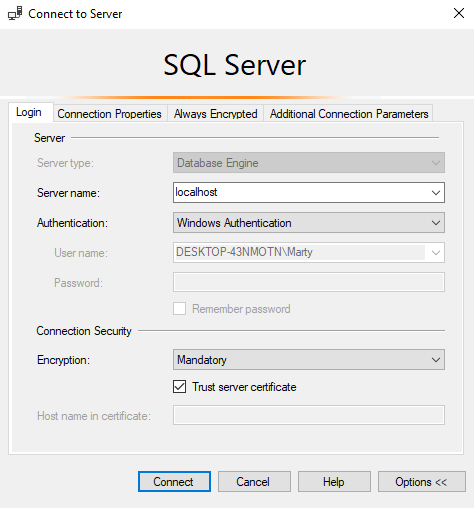 Connect to Server
SQL Server
Login Connection Properties Always Encrypted Additional Connection Parameters
Server
Server type: Database Engine
Server name: localhost
Authentication: Windows Authentication
User name: DESKTOP-43NMOTN\Marty
Password:
Remember password
Connection Security
Encryption: Mandatory
Trust server certificate
Host name in certificate:
Connect Cancel Help Options <<